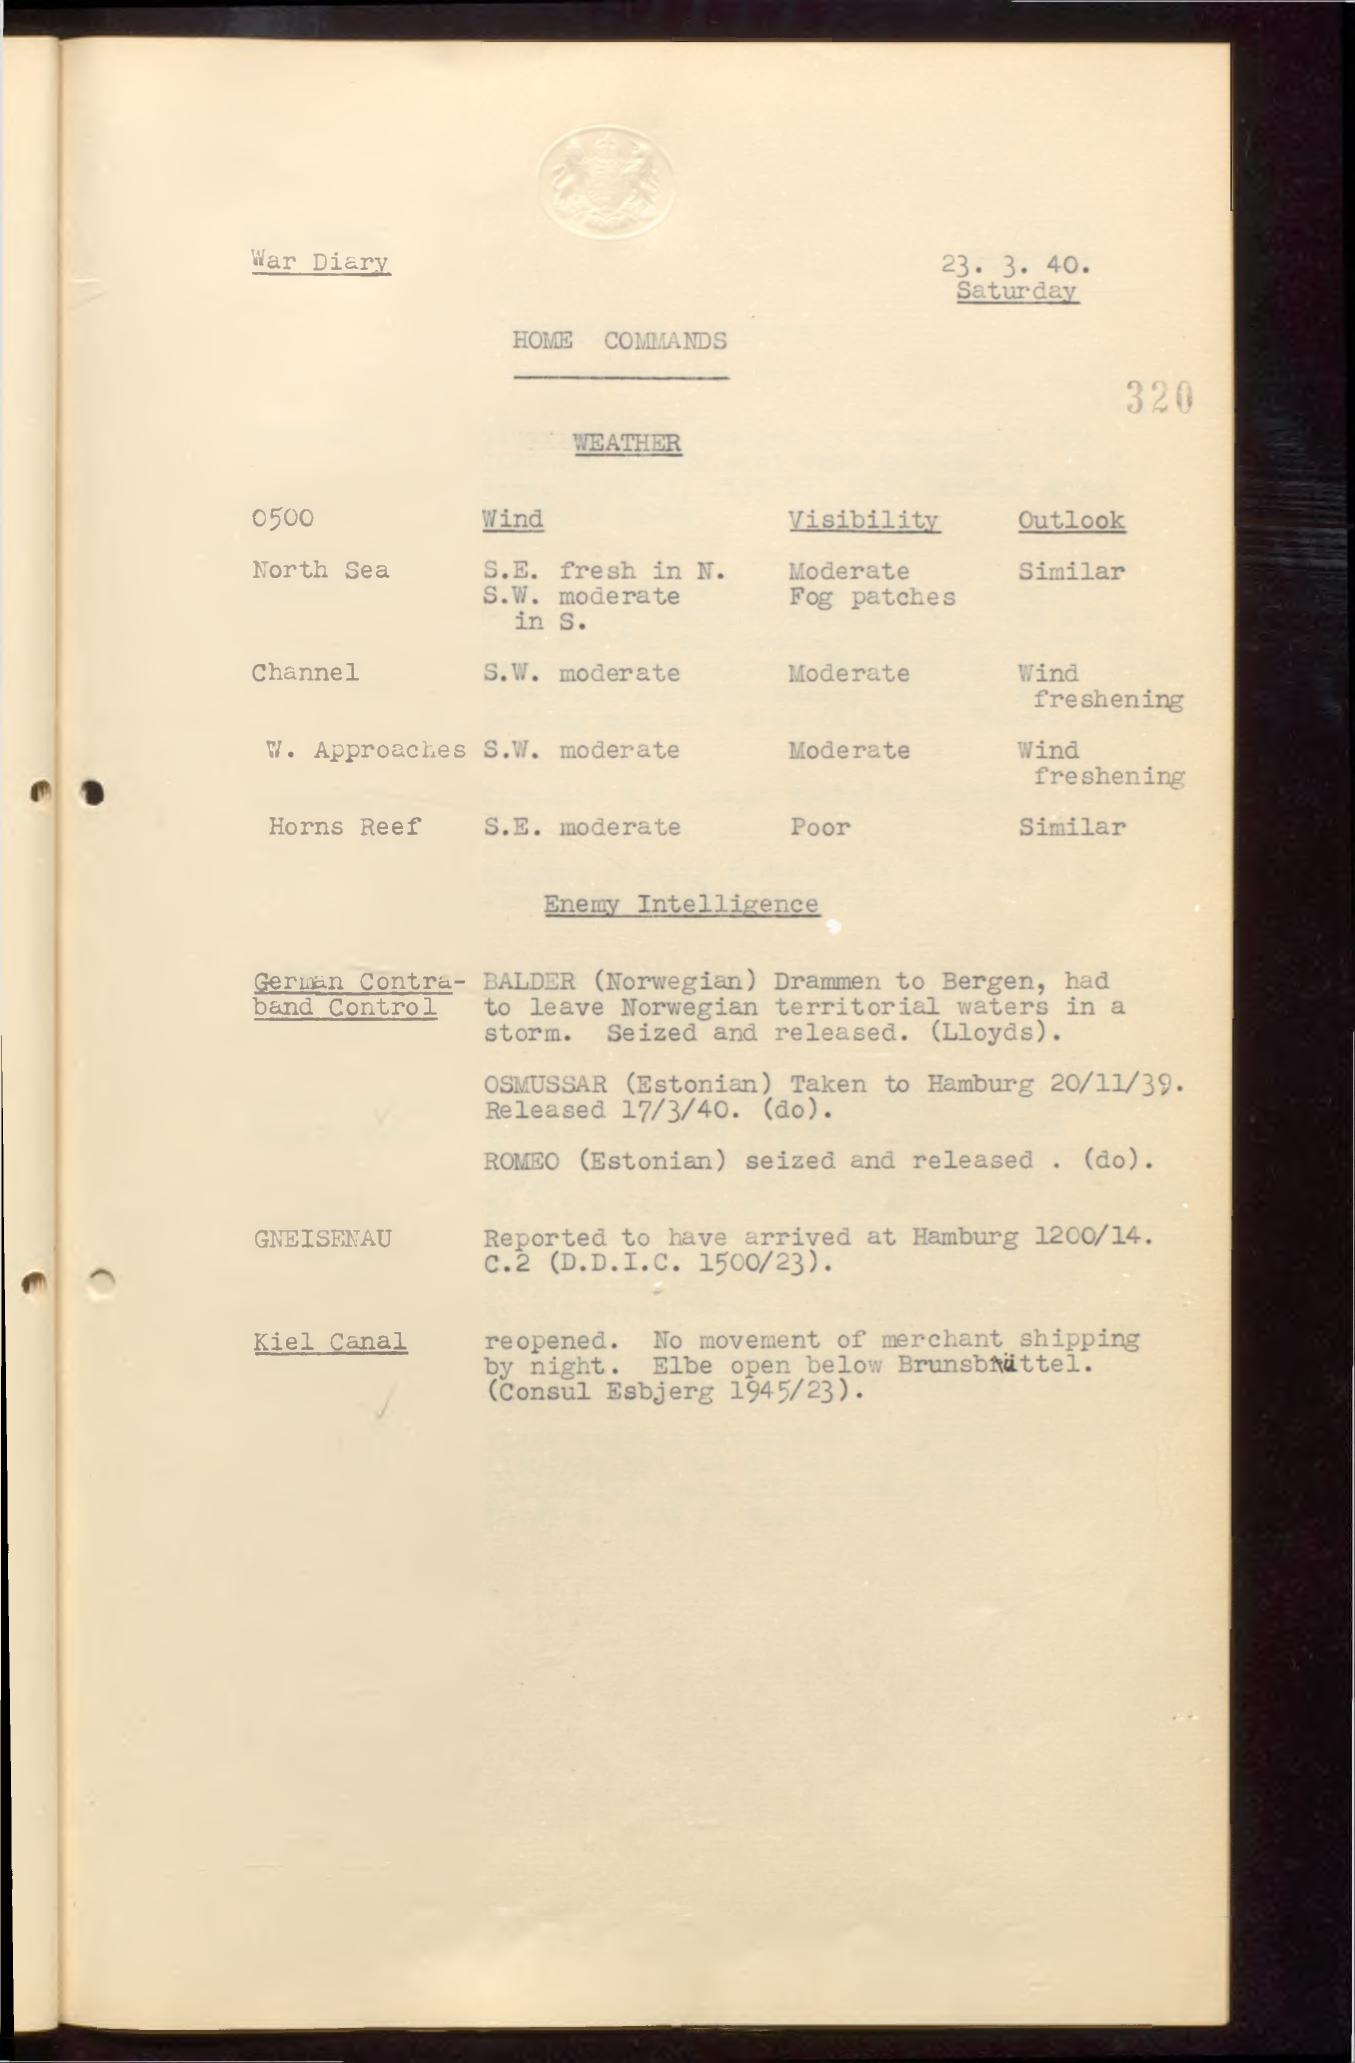 War Diary
23. 3. 40.
Saturday
HOME COMMANDS
320
WEATHER
0500 Wind Visibility Outlook
North Sea S.E. fresh in N. Moderate Similar
S.W. moderate Fog patches
in S.
Channel S.W. moderate Moderate Wind
freshening
W. Approaches S.W. moderate Moderate Wind
freshening
Horns Reef S.E. moderate Poor Similar
Enemy Intelligence
German Contra- BALDER (Norwegian) Drammen to Bergen, had
band Control to leave Norwegian territorial waters in a
storm. Seized and released. (Lloyds).
OSMUSSAR (Estonian) Taken to Hamburg 20/11/39.
Released 17/3/40. (do).
ROMEO (Estonian) seized and released . (do).
GNEISENAU Reported to have arrived at Hamburg 1200/14.
C.2 (D.D.I.C. 1500/23).
Kiel Canal reopened. No movement of merchant shipping
by night. Elbe open below Brunsbüttel.
(Consul Esbjerg 1945/23).